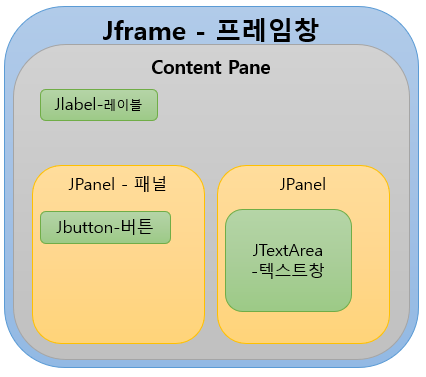 Jframe - 프레임창
Content Pane
Jlabel-레이블
JPanel - 패널
JPanel
Jbutton-버튼
JTextArea
-텍스트창